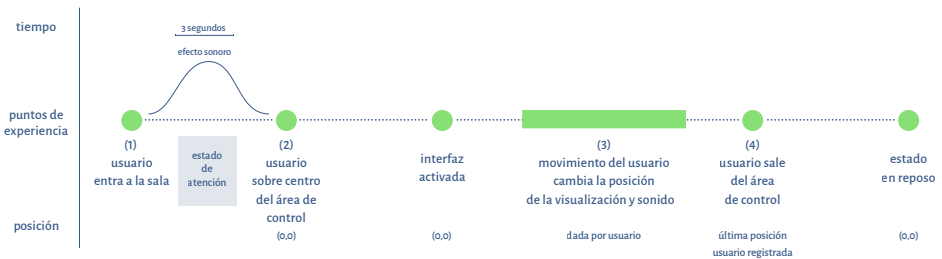 tiempo
3 segundos
efecto sonoro
puntos de
experiencia
(1)
usuario
entra a la sala
estado
de
atención
(2)
usuario
sobre centro
del área de
control
interfaz
activada
(3)
movimiento del usuario
cambia la posición
de la visualización y sonido
(4)
usuario sale
del área
de control
estado
en reposo
posición
(0,0)
(0,0)
dada por usuario
última posición
usuario registrada
(0,0)